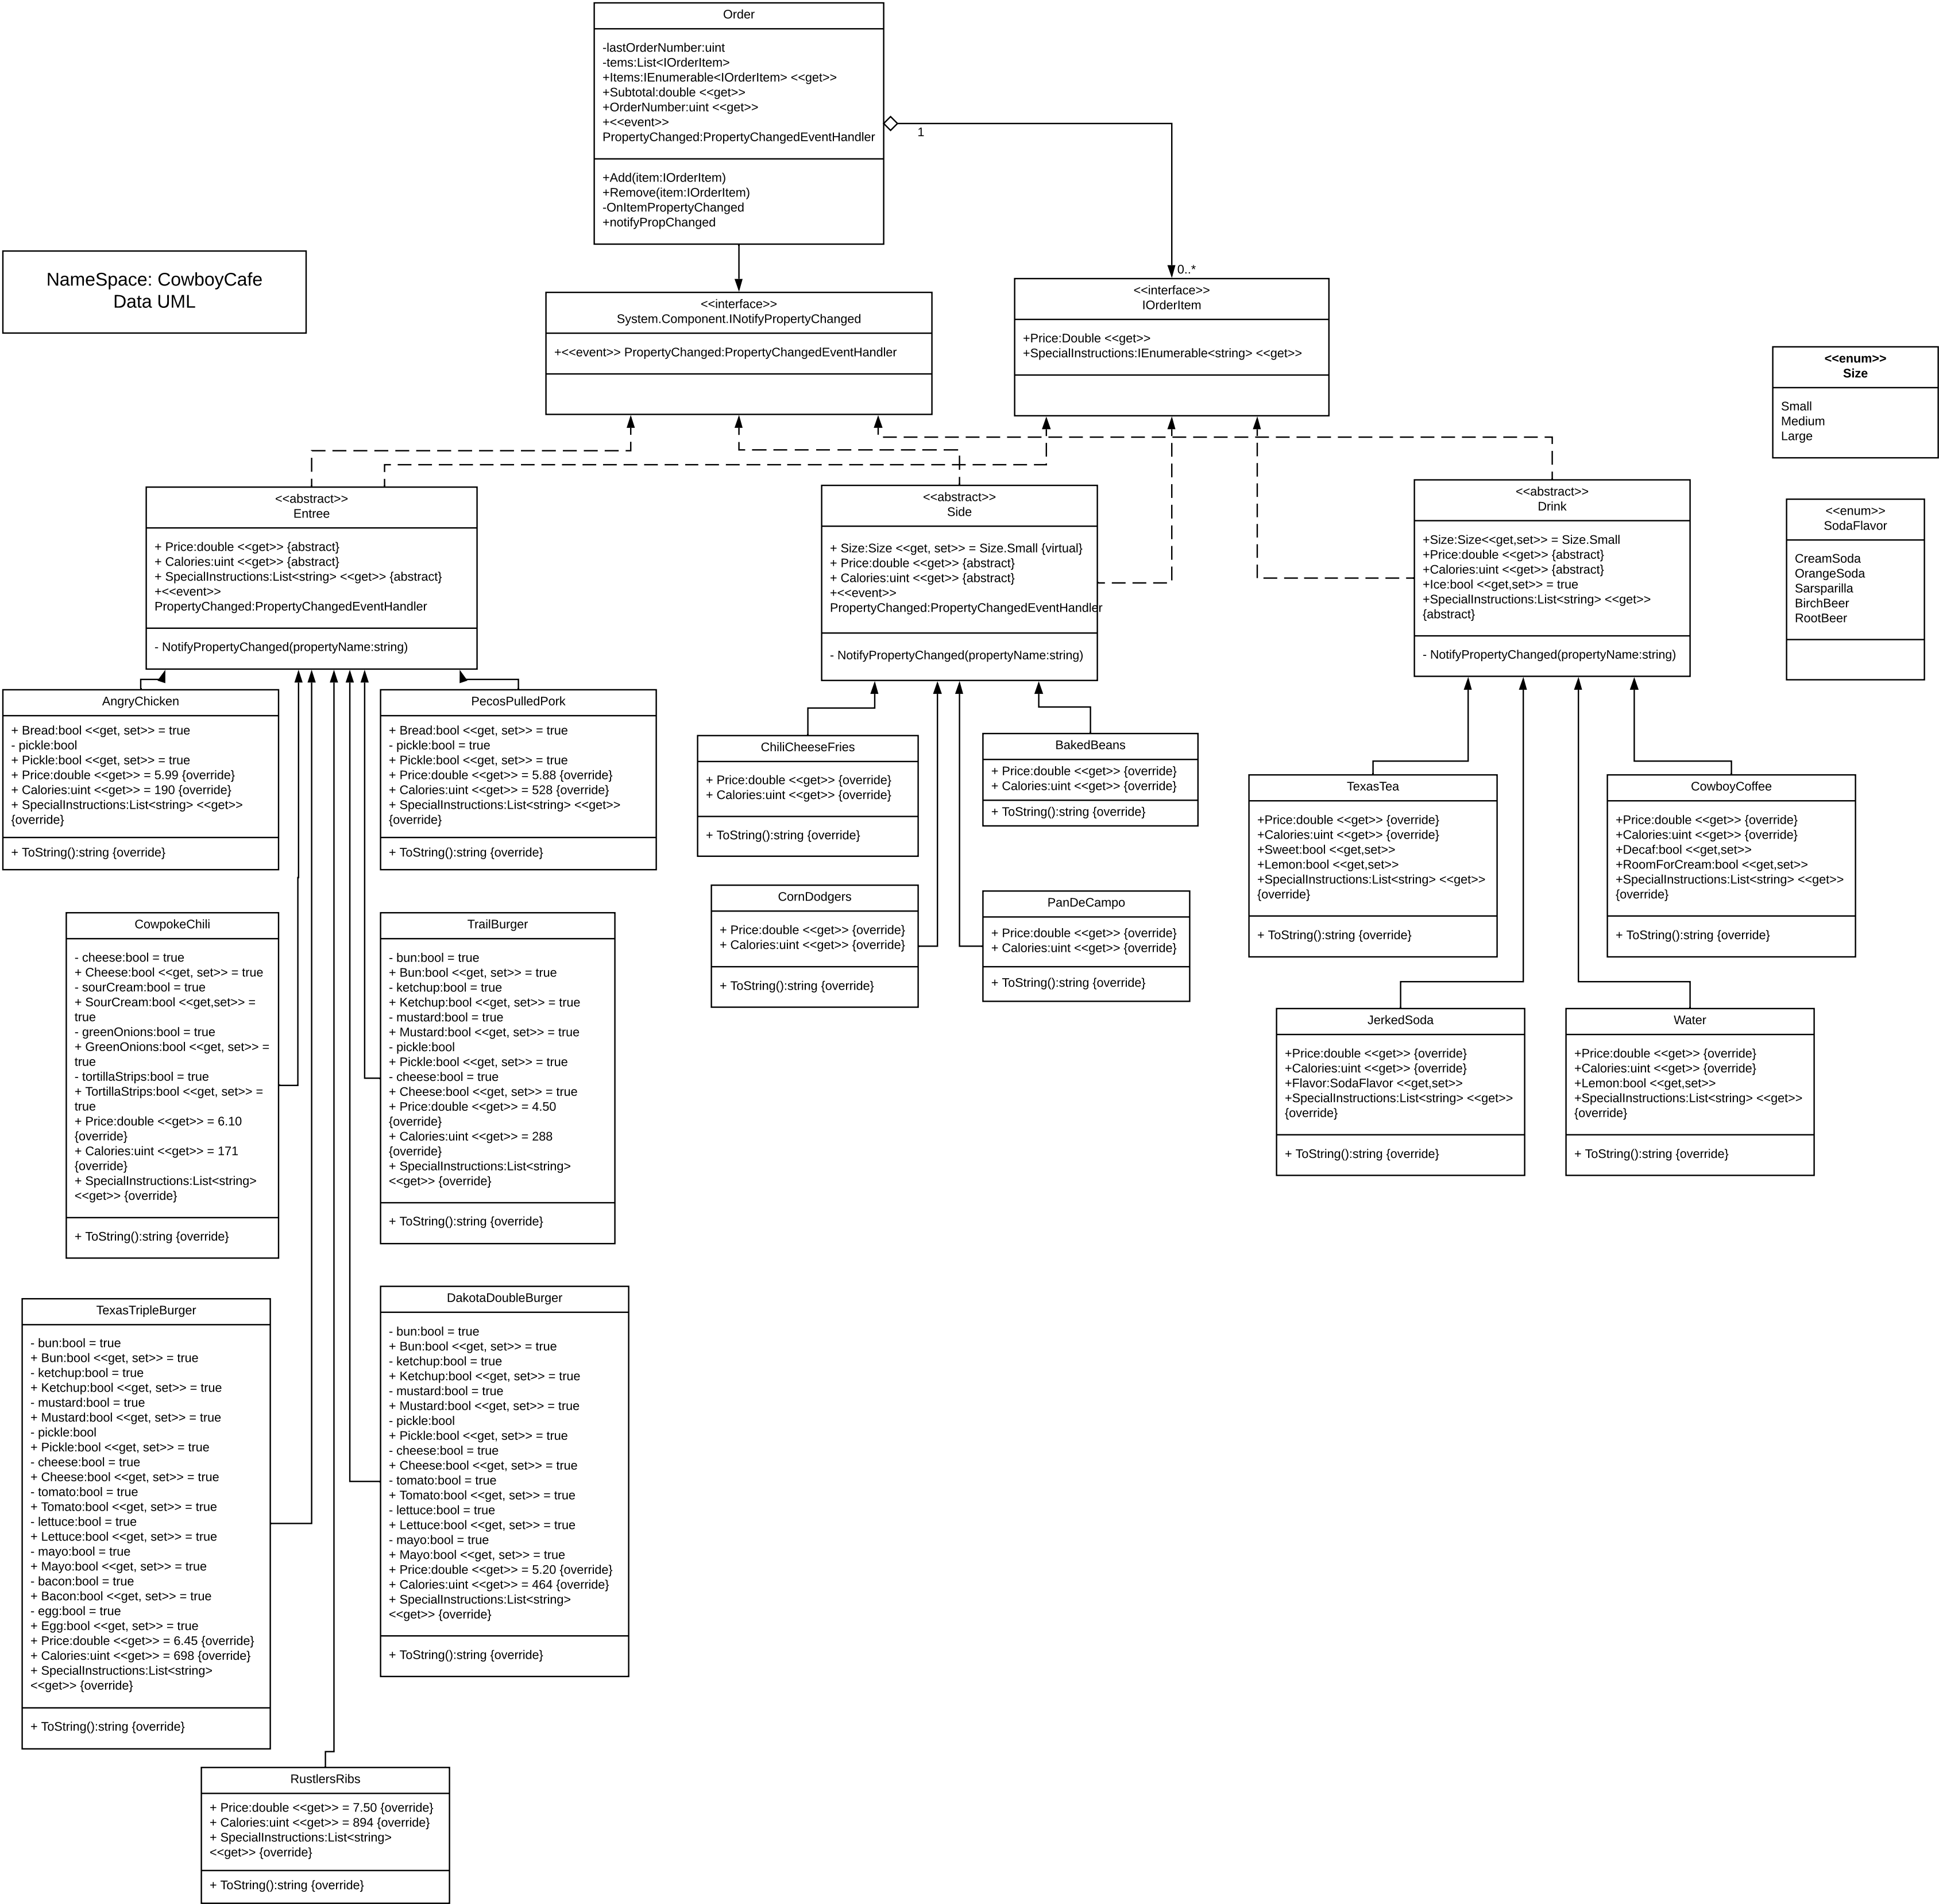 Order
-lastOrderNumber:uint
-tems:List<IOrderItem>
+Items:IEnumerable<IOrderItem> <<get>>
+Subtotal:double <<get>>
+OrderNumber:uint <<get>>
+<<event>>
PropertyChanged:PropertyChangedEventHandler
+Add(item:IOrderItem)
+Remove(item:IOrderItem)
-OnItemPropertyChanged
+notifyPropChanged
1
0..*
NameSpace: CowboyCafe
Data UML
<<interface>>
System.Component.INotifyPropertyChanged
+<<event>> PropertyChanged:PropertyChangedEventHandler
<<interface>>
IOrderItem
+Price:Double <<get>>
+SpecialInstructions:IEnumerable<string> <<get>>
<<enum>>
Size
Small
Medium
Large
<<enum>>
SodaFlavor
CreamSoda
OrangeSoda
Sarsparilla
BirchBeer
RootBeer
<<abstract>>
Entree
+ Price:double <<get>> {abstract}
+ Calories:uint <<get>> {abstract}
+ SpecialInstructions:List<string> <<get>> {abstract}
+<<event>>
PropertyChanged:PropertyChangedEventHandler
- NotifyPropertyChanged(propertyName:string)
<<abstract>>
Side
+ Size:Size <<get, set>> = Size.Small {virtual}
+ Price:double <<get>> {abstract}
+ Calories:uint <<get>> {abstract}
+<<event>>
PropertyChanged:PropertyChangedEventHandler
- NotifyPropertyChanged(propertyName:string)
<<abstract>>
Drink
+Size:Size<<get,set>> = Size.Small
+Price:double <<get>> {abstract}
+Calories:uint <<get>> {abstract}
+Ice:bool <<get,set>> = true
+SpecialInstructions:List<string> <<get>>
{abstract}
- NotifyPropertyChanged(propertyName:string)
AngryChicken
+ Bread:bool <<get, set>> = true
- pickle:bool
+ Pickle:bool <<get, set>> = true
+ Price:double <<get>> = 5.99 {override}
+ Calories:uint <<get>> = 190 {override}
+ SpecialInstructions:List<string> <<get>>
{override}
+ ToString():string {override}
PecosPulledPork
+ Bread:bool <<get, set>> = true
- pickle:bool = true
+ Pickle:bool <<get, set>> = true
+ Price:double <<get>> = 5.88 {override}
+ Calories:uint <<get>> = 528 {override}
+ SpecialInstructions:List<string> <<get>>
{override}
+ ToString():string {override}
ChiliCheeseFries
+ Price:double <<get>> {override}
+ Calories:uint <<get>> {override}
+ ToString():string {override}
BakedBeans
+ Price:double <<get>> {override}
+ Calories:uint <<get>> {override}
+ ToString():string {override}
TexasTea
+Price:double <<get>> {override}
+Calories:uint <<get>> {override}
+Sweet:bool <<get,set>>
+Lemon:bool <<get,set>>
+SpecialInstructions:List<string> <<get>>
{override}
+ ToString():string {override}
CowboyCoffee
+Price:double <<get>> {override}
+Calories:uint <<get>> {override}
+Decaf:bool <<get,set>>
+RoomForCream:bool <<get,set>>
+SpecialInstructions:List<string> <<get>>
{override}
+ ToString():string {override}
CowpokeChili
- cheese:bool = true
+ Cheese:bool <<get, set>> = true
- sourCream:bool = true
+ SourCream:bool <<get,set>> =
true
- greenOnions:bool = true
+ GreenOnions:bool <<get, set>> =
true
- tortillaStrips:bool = true
+ TortillaStrips:bool <<get, set>> =
true
+ Price:double <<get>> = 6.10
{override}
+ Calories:uint <<get>> = 171
{override}
+ SpecialInstructions:List<string>
<<get>> {override}
+ ToString():string {override}
TrailBurger
- bun:bool = true
+ Bun:bool <<get, set>> = true
- ketchup:bool = true
+ Ketchup:bool <<get, set>> = true
- mustard:bool = true
+ Mustard:bool <<get, set>> = true
- pickle:bool
+ Pickle:bool <<get, set>> = true
- cheese:bool = true
+ Cheese:bool <<get, set>> = true
+ Price:double <<get>> = 4.50
{override}
+ Calories:uint <<get>> = 288
{override}
+ SpecialInstructions:List<string>
<<get>> {override}
+ ToString():string {override}
CornDodgers
+ Price:double <<get>> {override}
+ Calories:uint <<get>> {override}
+ ToString():string {override}
PanDeCampo
+ Price:double <<get>> {override}
+ Calories:uint <<get>> {override}
+ ToString():string {override}
JerkedSoda
+Price:double <<get>> {override}
+Calories:uint <<get>> {override}
+Flavor:SodaFlavor <<get,set>>
+SpecialInstructions:List<string> <<get>>
{override}
+ ToString():string {override}
Water
+Price:double <<get>> {override}
+Calories:uint <<get>> {override}
+Lemon:bool <<get,set>>
+SpecialInstructions:List<string> <<get>>
{override}
+ ToString():string {override}
TexasTripleBurger
- bun:bool = true
+ Bun:bool <<get, set>> = true
- ketchup:bool = true
+ Ketchup:bool <<get, set>> = true
- mustard:bool = true
+ Mustard:bool <<get, set>> = true
- pickle:bool
+ Pickle:bool <<get, set>> = true
- cheese:bool = true
+ Cheese:bool <<get, set>> = true
- tomato:bool = true
+ Tomato:bool <<get, set>> = true
- lettuce:bool = true
+ Lettuce:bool <<get, set>> = true
- mayo:bool = true
+ Mayo:bool <<get, set>> = true
- bacon:bool = true
+ Bacon:bool <<get, set>> = true
- egg:bool = true
+ Egg:bool <<get, set>> = true
+ Price:double <<get>> = 6.45 {override}
+ Calories:uint <<get>> = 698 {override}
+ SpecialInstructions:List<string>
<<get>> {override}
+ ToString():string {override}
DakotaDoubleBurger
- bun:bool = true
+ Bun:bool <<get, set>> = true
- ketchup:bool = true
+ Ketchup:bool <<get, set>> = true
- mustard:bool = true
+ Mustard:bool <<get, set>> = true
- pickle:bool
+ Pickle:bool <<get, set>> = true
- cheese:bool = true
+ Cheese:bool <<get, set>> = true
- tomato:bool = true
+ Tomato:bool <<get, set>> = true
- lettuce:bool = true
+ Lettuce:bool <<get, set>> = true
- mayo:bool = true
+ Mayo:bool <<get, set>> = true
+ Price:double <<get>> = 5.20 {override}
+ Calories:uint <<get>> = 464 {override}
+ SpecialInstructions:List<string>
<<get>> {override}
+ ToString():string {override}
RustlersRibs
+ Price:double <<get>> = 7.50 {override}
+ Calories:uint <<get>> = 894 {override}
+ SpecialInstructions:List<string>
<<get>> {override}
+ ToString():string {override}